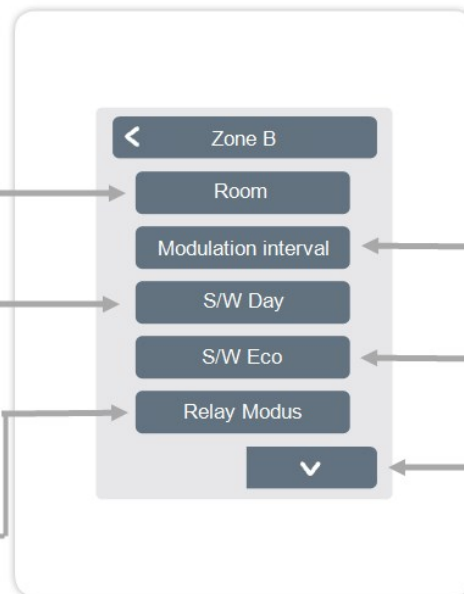 Zone B
Room
Modulation interval
S/W Day
S/W Eco
Relay Modus